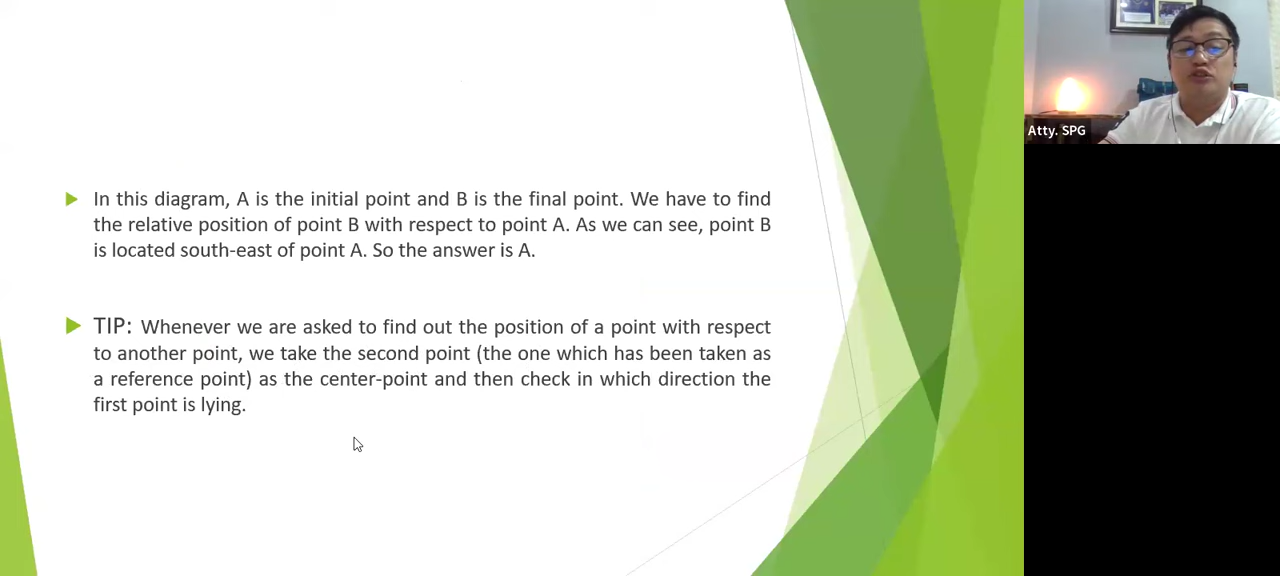 In this diagram, A is the initial point and B is the final point. We have to find
the relative position of point B with respect to point A. As we can see, point B
is located south-east of point A. So the answer is A.
TIP: Whenever we are asked to find out the position of a point with respect
to another point, we take the second point (the one which has been taken as
a reference point) as the center-point and then check in which direction the
first point is lying.
Atty. SPG